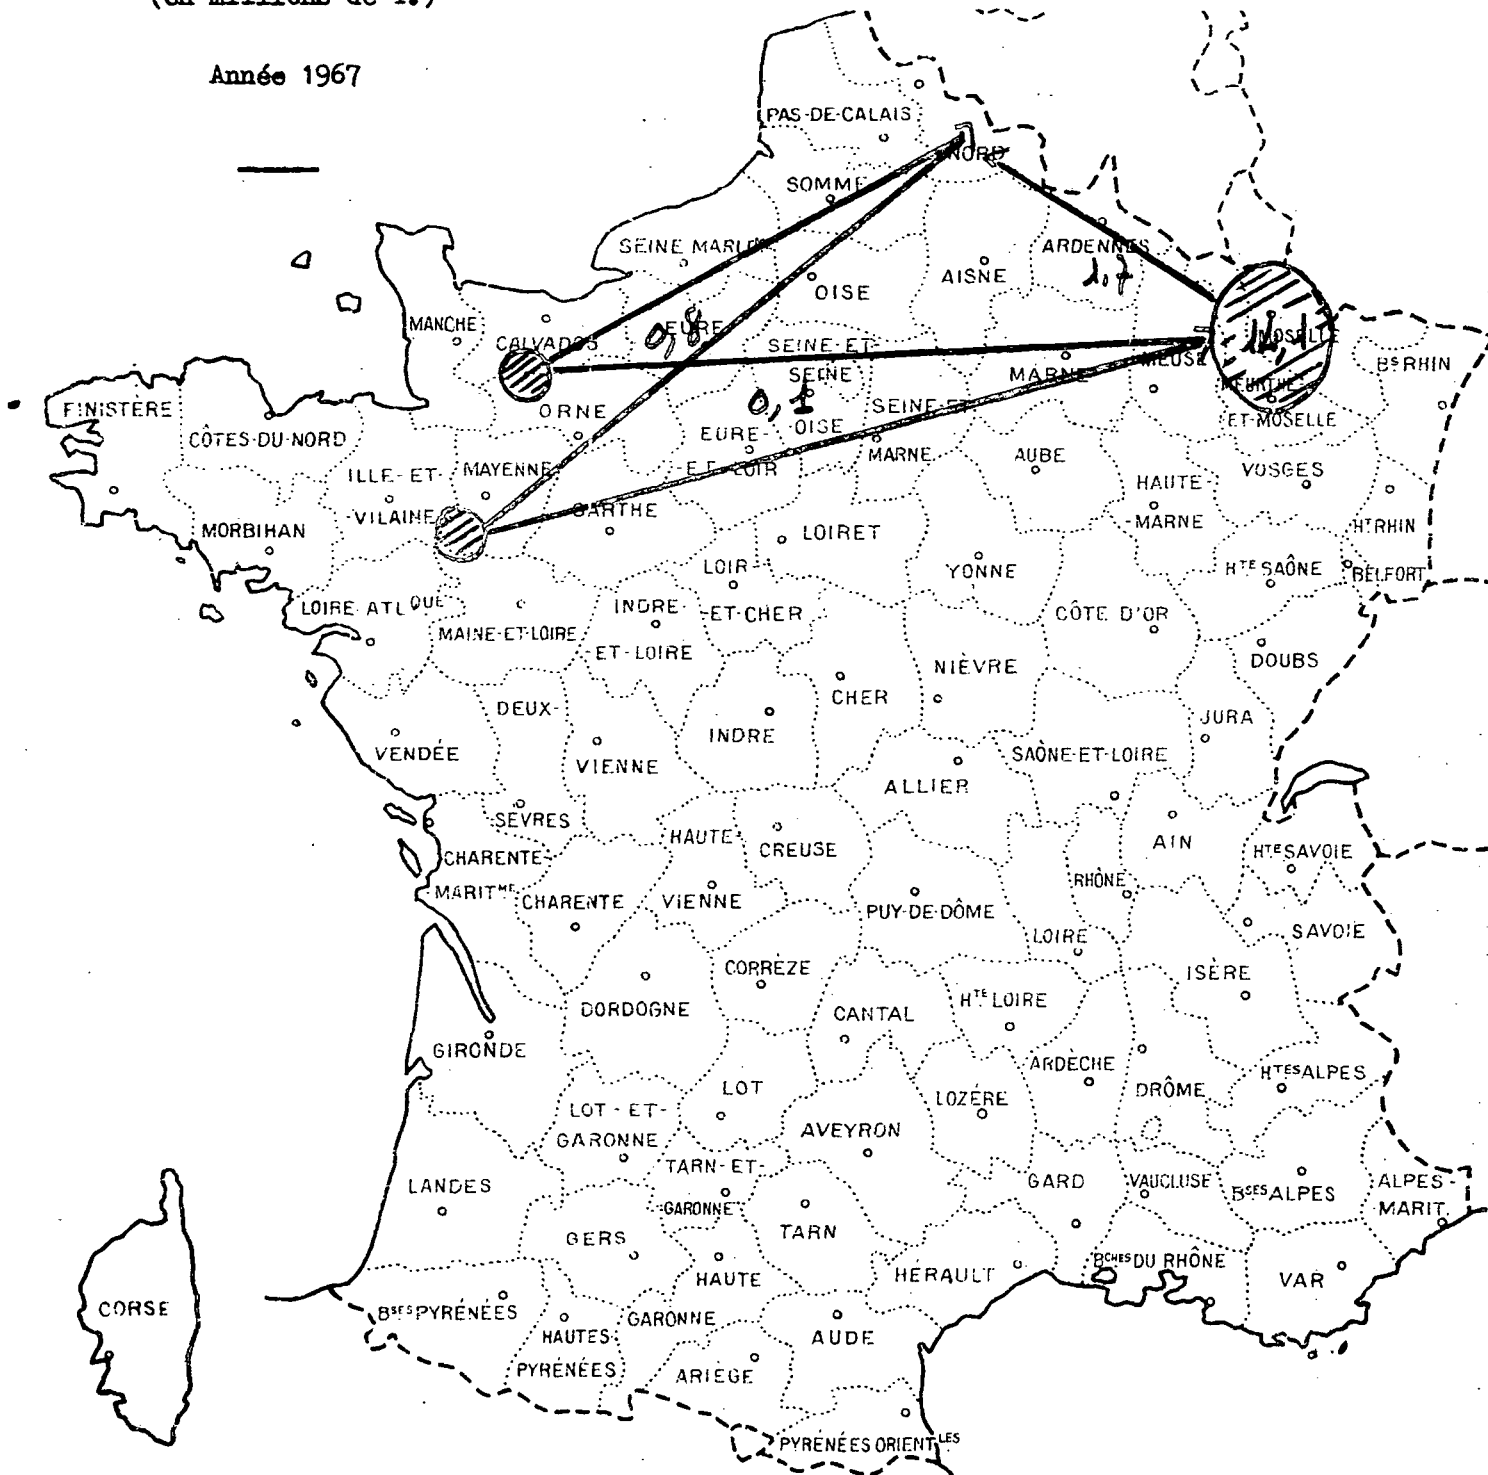 (en millions de T.)
Année 1967
PAS-DE-CALAIS
NORD
SOMME
SEINE MARIT
ARDENNES
1,7
OISE
AISNE
MANCHE
CALVADOS
0,8
EURE
SEINE-ET-
SEINE
MARNE
MEUSE
MOSELLE
MEURTHE
ET-MOSELLE
BS RHIN
FINISTÈRE
CÔTES-DU-NORD
ORNE
0,1
OISE
SEINE-ET
MARNE
EURE-
ET-LOIR
AUBE
VOSGES
ILLE-ET-
VILAINE
MAYENNE
SARTHE
HAUTE-
MARNE
HT RHIN
MORBIHAN
LOIRET
LOIR-
-ET-CHER
YONNE
HTE SAÔNE
BELFORT
LOIRE ATLQUE
MAINE-ET-LOIRE
INDRE-
-ET-LOIRE
CÔTE D'OR
DOUBS
NIÈVRE
CHER
DEUX-
SÈVRES
VENDÉE
VIENNE
INDRE
JURA
SAÔNE-ET-LOIRE
ALLIER
AIN
HTE SAVOIE
HAUTE-
VIENNE
CREUSE
CHARENTE-
MARITME
CHARENTE
RHÔNE
PUY-DE-DÔME
LOIRE
SAVOIE
ISÈRE
CORRÈZE
DORDOGNE
CANTAL
HTE LOIRE
GIRONDE
ARDÈCHE
DRÔME
HTES ALPES
LOT
LOT-ET-
GARONNE
LOZÈRE
AVEYRON
TARN-ET-
GARONNE
LANDES
GARD
VAUCLUSE
BSES ALPES
ALPES-
MARIT.
GERS
TARN
HAUTE
GARONNE
HÉRAULT
BCHES DU RHÔNE
VAR
CORSE
BSES PYRÉNÉES
HAUTES-
PYRÉNÉES
AUDE
ARIÈGE
PYRÉNÉES ORIENTLES